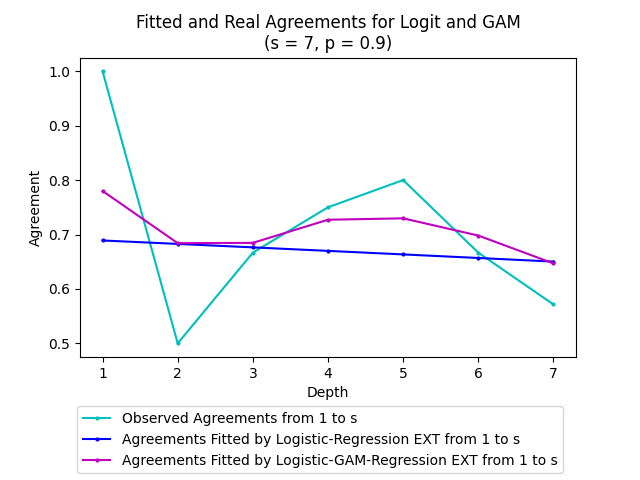 Fitted and Real Agreements for Logit and GAM
(s = 7, p = 0.9)
1.0
0.9
0.8
0.7
0.6
0.5
Agreement
1 2 3 4 5 6 7
Depth
Observed Agreements from 1 to s
Agreements Fitted by Logistic-Regression EXT from 1 to s
Agreements Fitted by Logistic-GAM-Regression EXT from 1 to s